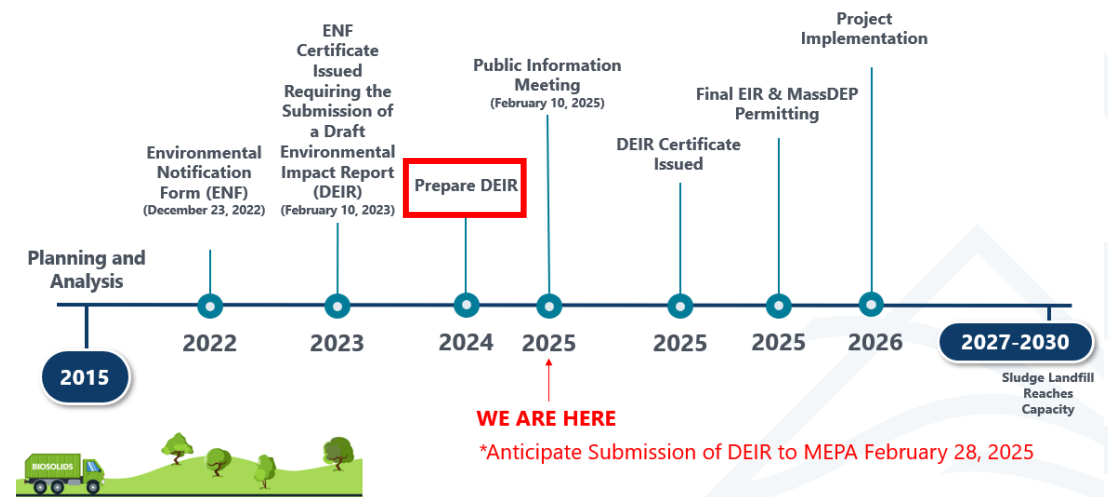 Planning and
Analysis
2015
Environmental
Notification
Form (ENF)
(December 23, 2022)
2022
ENF
Certificate
Issued
Requiring the
Submission of
a Draft
Environmental
Impact Report
(DEIR)
(February 10, 2023)
2023
Prepare DEIR
2024
Public Information
Meeting
(February 10, 2025)
2025
DEIR Certificate
Issued
2025
Final EIR & MassDEP
Permitting
2025
Project
Implementation
2026
2027-2030
Sludge Landfill
Reaches
Capacity
WE ARE HERE
*Anticipate Submission of DEIR to MEPA February 28, 2025
BIOSOLIDS